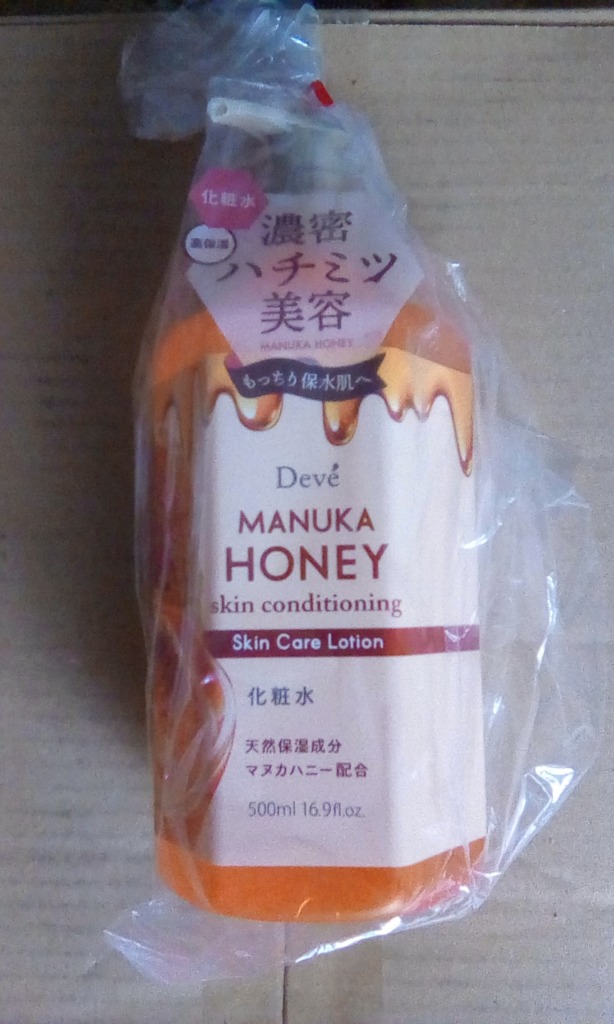 化粧水
高保湿
濃密
ハチミツ
美容
MANUKA HONEY
もっちり保水肌へ
Devé
MANUKA
HONEY
skin conditioning
Skin Care Lotion
化粧水
天然保湿成分
マヌカハニー配合
500ml 16.9fl.oz.